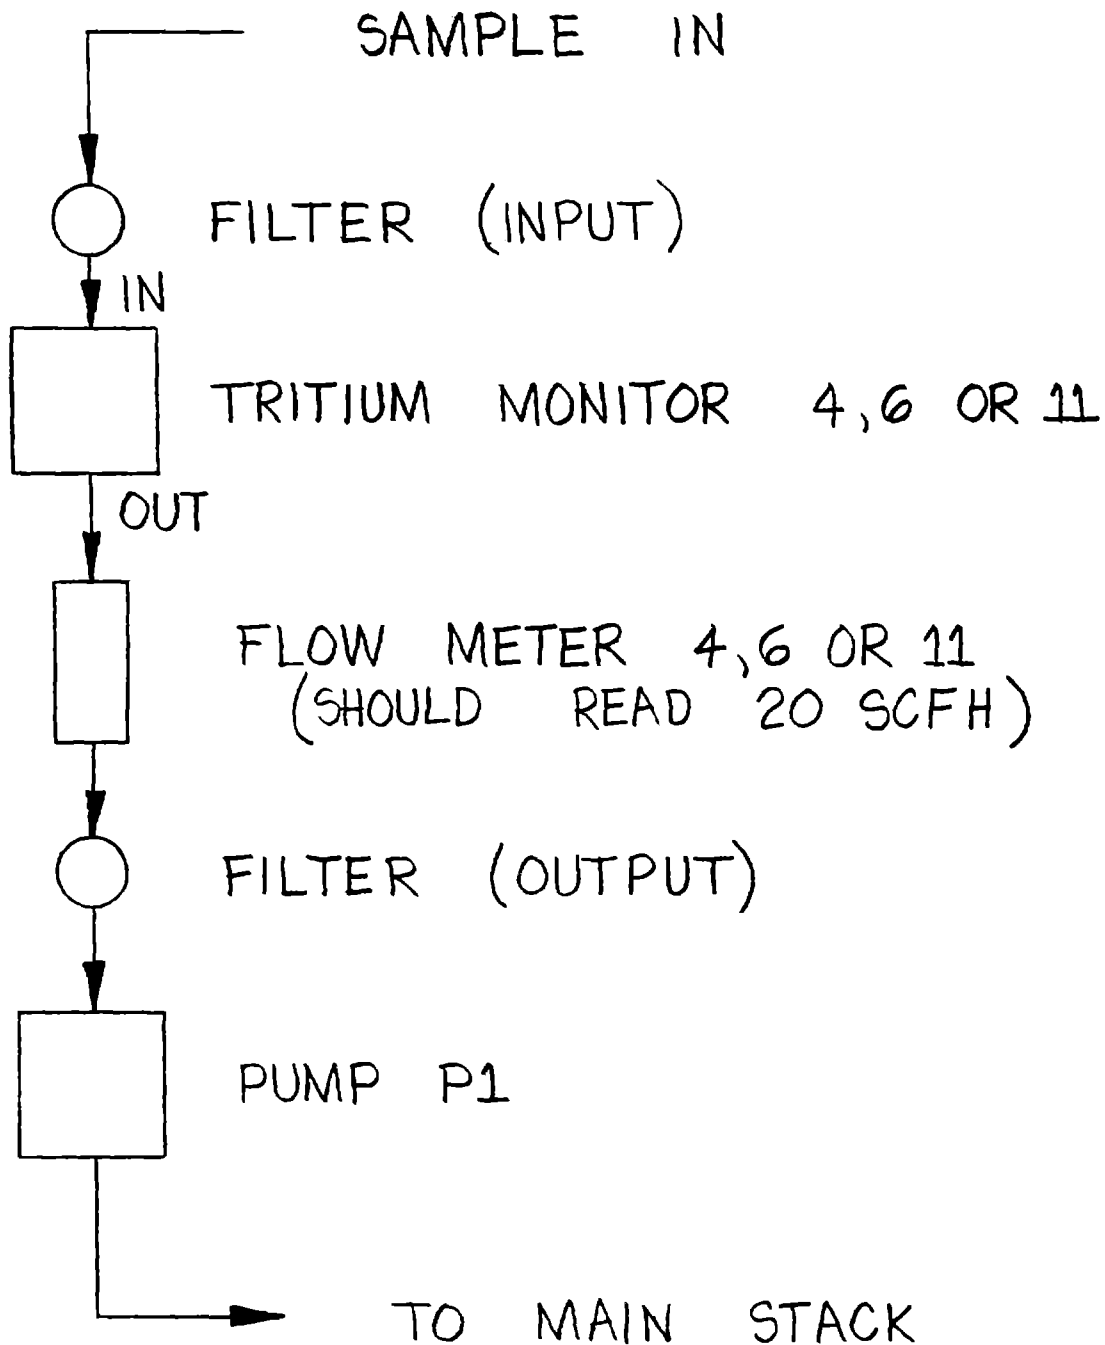 SAMPLE IN
FILTER (INPUT)
IN
TRITIUM MONITOR 4,6 OR 11
OUT
FLOW METER 4,6 OR 11
(SHOULD READ 20 SCFH)
FILTER (OUTPUT)
PUMP P1
TO MAIN STACK